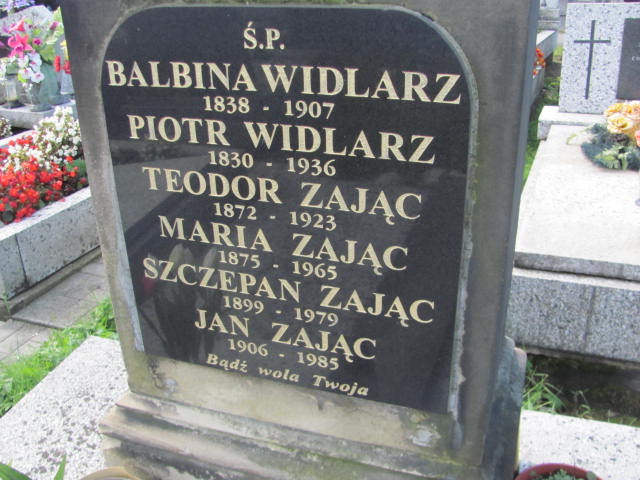 Ś.P.
BALBINA WIDLARZ
1838 - 1907
PIOTR WIDLARZ
1830 - 1936
TEODOR ZAJĄC
1872 - 1923
MARIA ZAJĄC
1875 - 1965
SZCZEPAN ZAJĄC
1899 - 1979
JAN ZAJĄC
1906 - 1985
Bądź wola Twoja